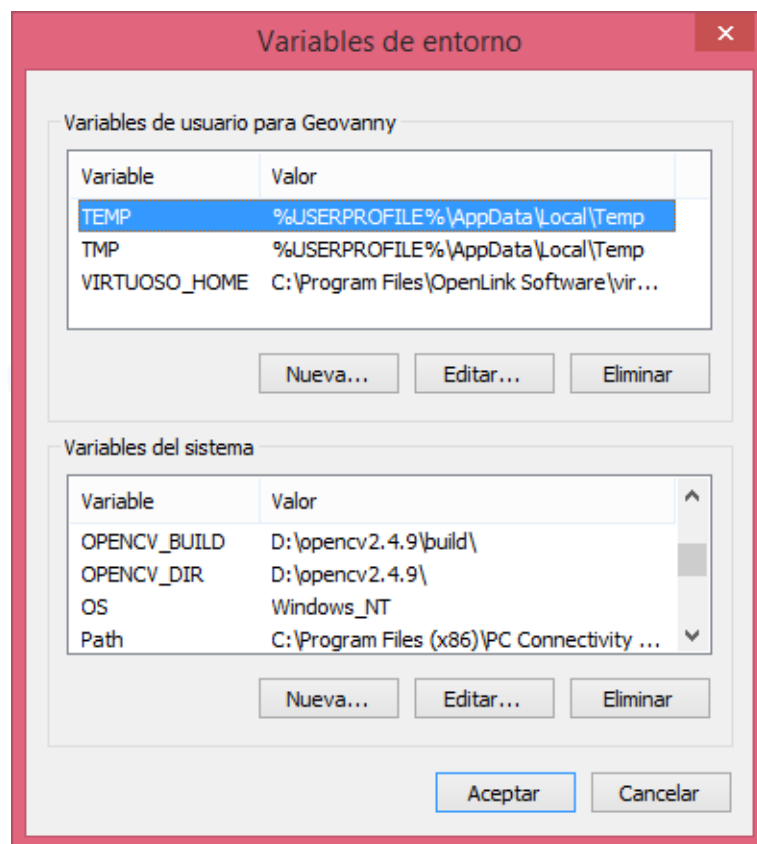 Variables de entorno
Variables de usuario para Geovanny
Variable Valor
TEMP %USERPROFILE%\AppData\Local\Temp
TMP %USERPROFILE%\AppData\Local\Temp
VIRTUOSO_HOME C:\Program Files\OpenLink Software\vir...
Nueva... Editar... Eliminar
Variables del sistema
Variable Valor
OPENCV_BUILD D:\opencv2.4.9\build\
OPENCV_DIR D:\opencv2.4.9\
OS Windows_NT
Path C:\Program Files (x86)\PC Connectivity ...
Nueva... Editar... Eliminar
Aceptar Cancelar